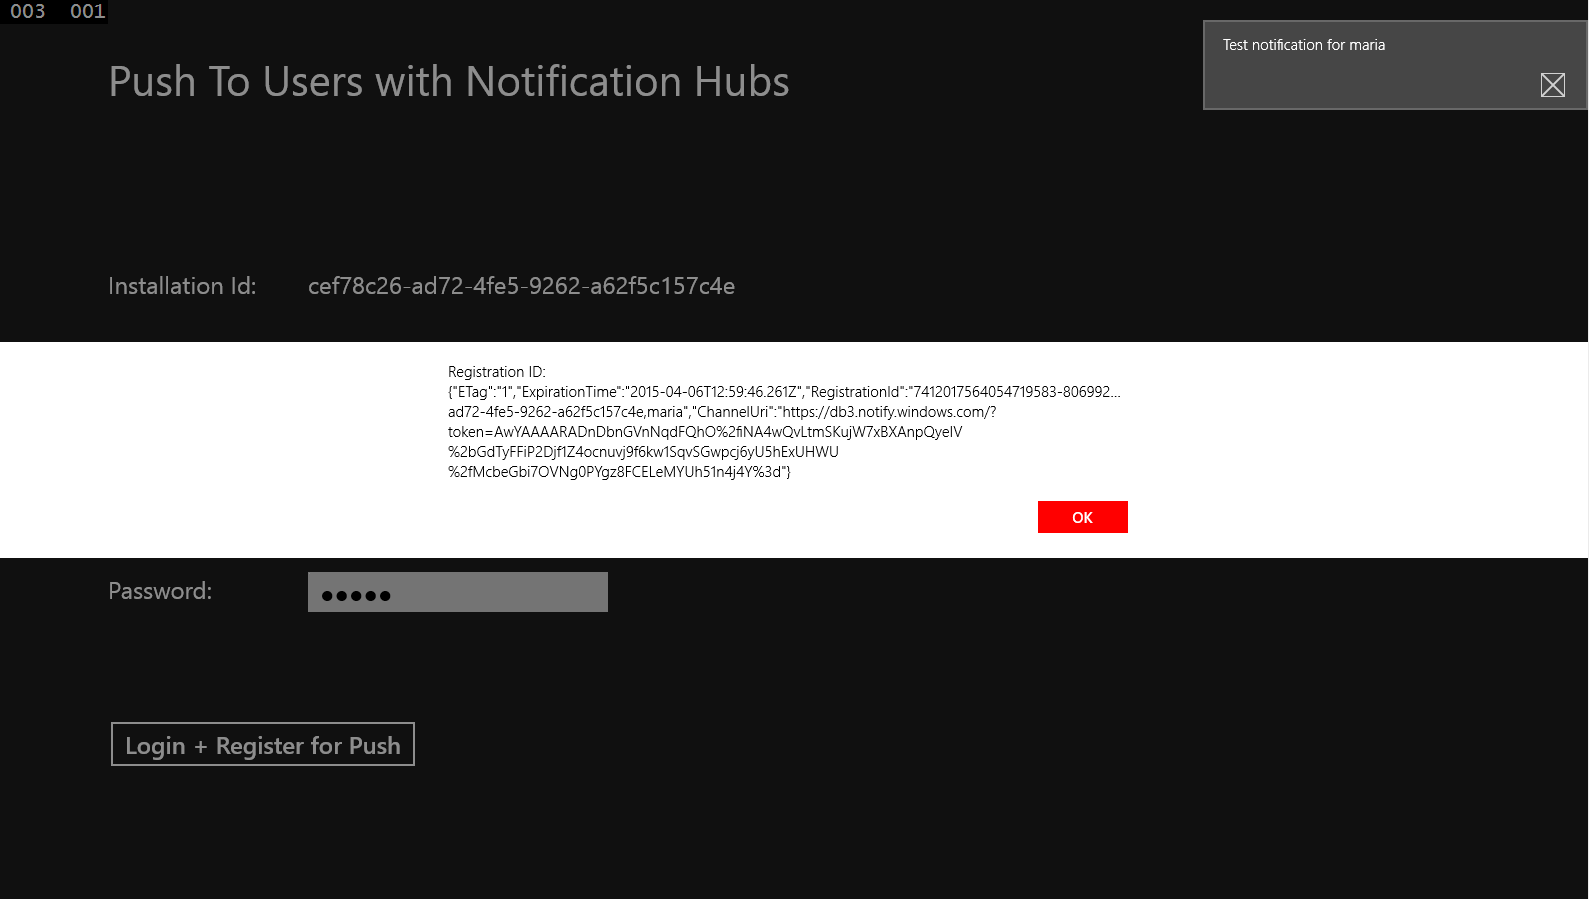 003 001
Test notification for maria
Push To Users with Notification Hubs
Installation Id: cef78c26-ad72-4fe5-9262-a62f5c157c4e
Registration ID:
{"ETag":"1","ExpirationTime":"2015-04-06T12:59:46.261Z","RegistrationId":"7412017564054719583-806992...
ad72-4fe5-9262-a62f5c157c4e,maria","ChannelUri":"https://db3.notify.windows.com/?
token=AwYAAAARADnDbnGVnNqdFQhO%2fiNA4wQvLtmSKujW7xBXAnpQyeIV
%2bGdTyFFiP2Djf1Z4ocnuvj9f6kw1SqvSGwpcj6yU5hExUHWU
%2fMcbeGbi7OVNg0PYgz8FCELeMYUh51n4j4Y%3d"}
OK
Password: •••••
Login + Register for Push